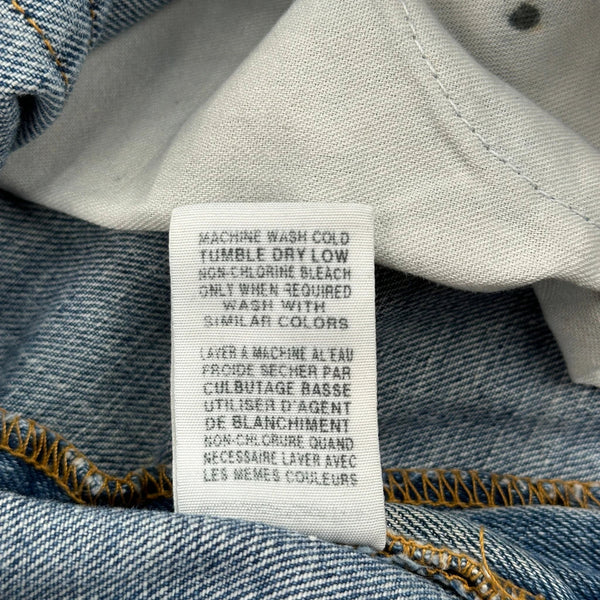 MACHINE WASH COLD
TUMBLE DRY LOW
NON-CHLORINE BLEACH
ONLY WHEN REQUIRED
WASH WITH
SIMILAR COLORS
LAVER A MACHINE AL'EAU
FROIDE SECHER PAR
CULBUTAGE BASSE
UTILISER D'AGENT
DE BLANCHIMENT
NON-CHLORURE QUAND
NECESSAIRE LAVER AVEC
LES MEMES COULEURS